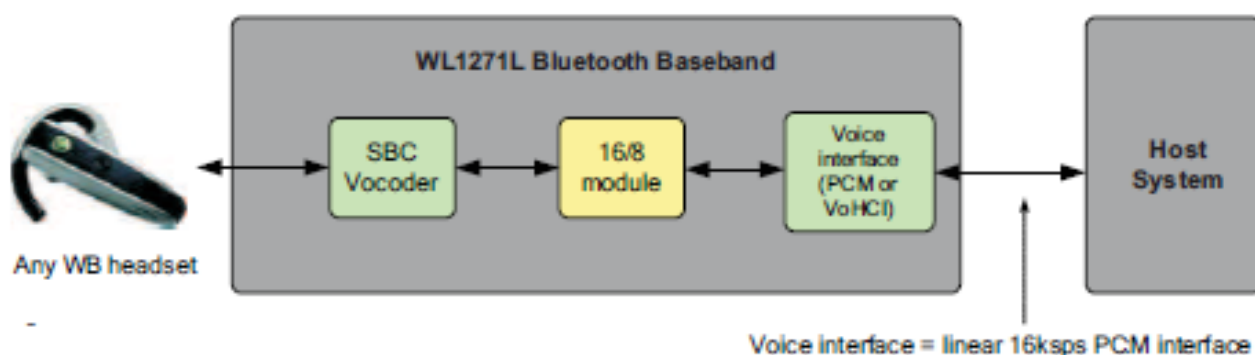 WL1271L Bluetooth Baseband
SBC
Vocoder
16/8
module
Voice
interface
(PCM or
VoHCI)
Host
System
Any WB headset
-
Voice interface = linear 16ksps PCM interface